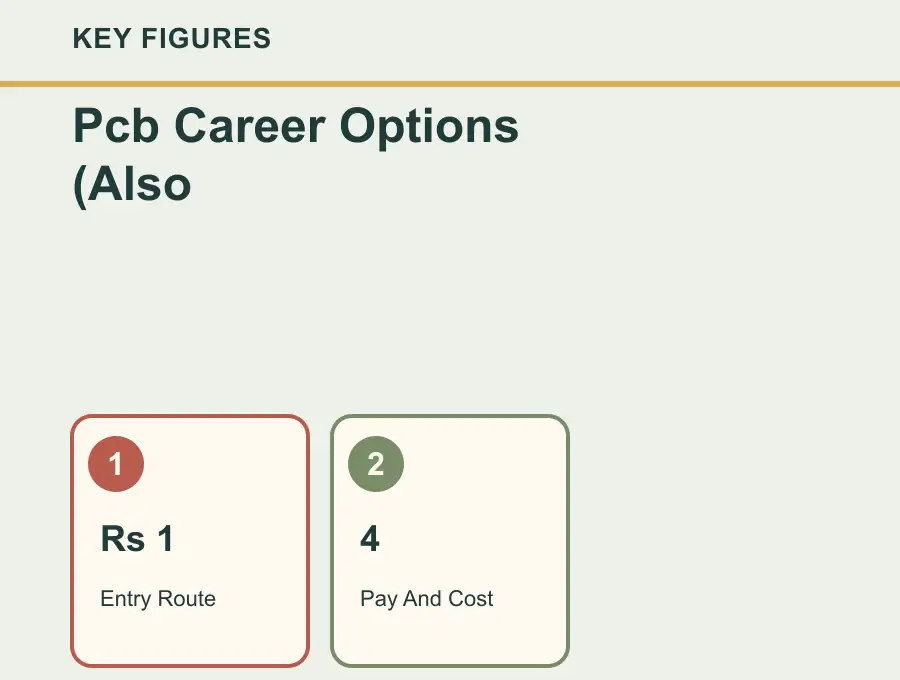 KEY FIGURES
Pcb Career Options
(Also
1
Rs 1
Entry Route
2
4
Pay And Cost